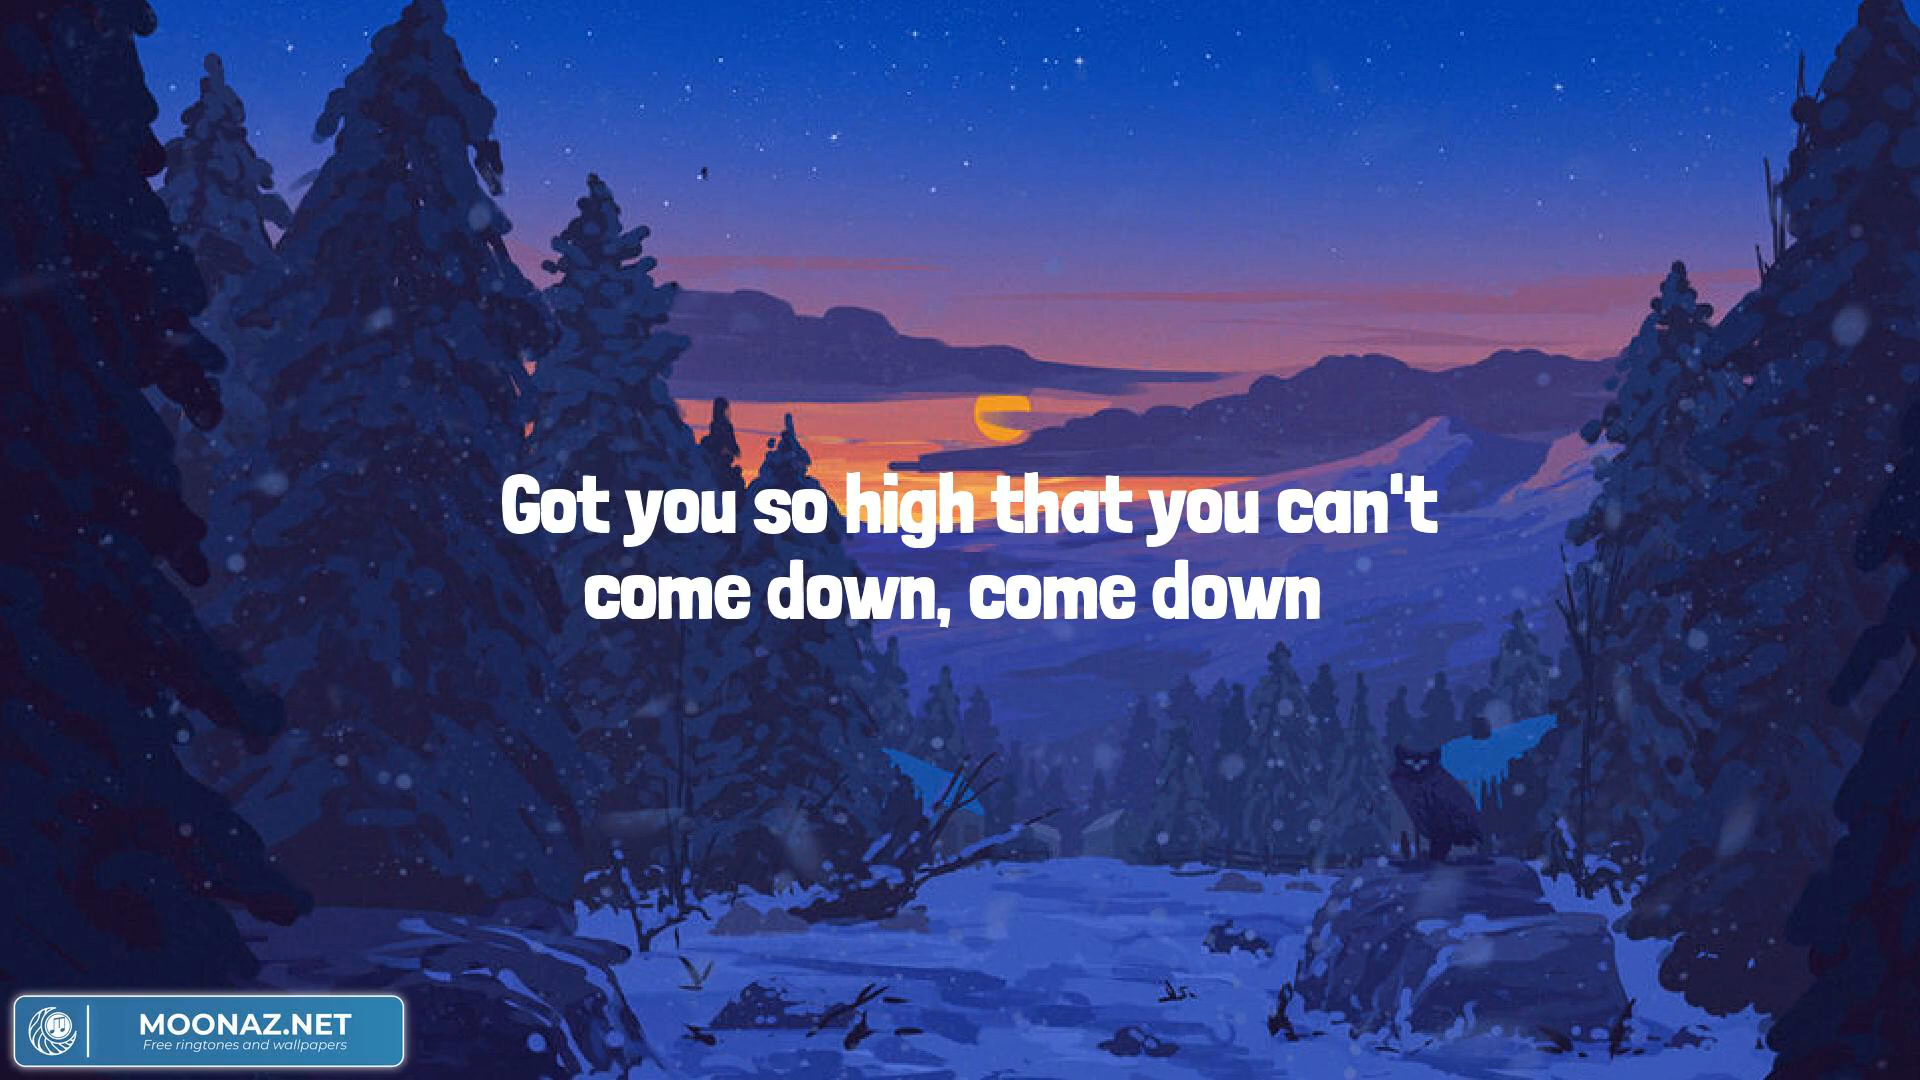 Got you so high that you can't
come down, come down
MOONAZ.NET
Free ringtones and wallpapers